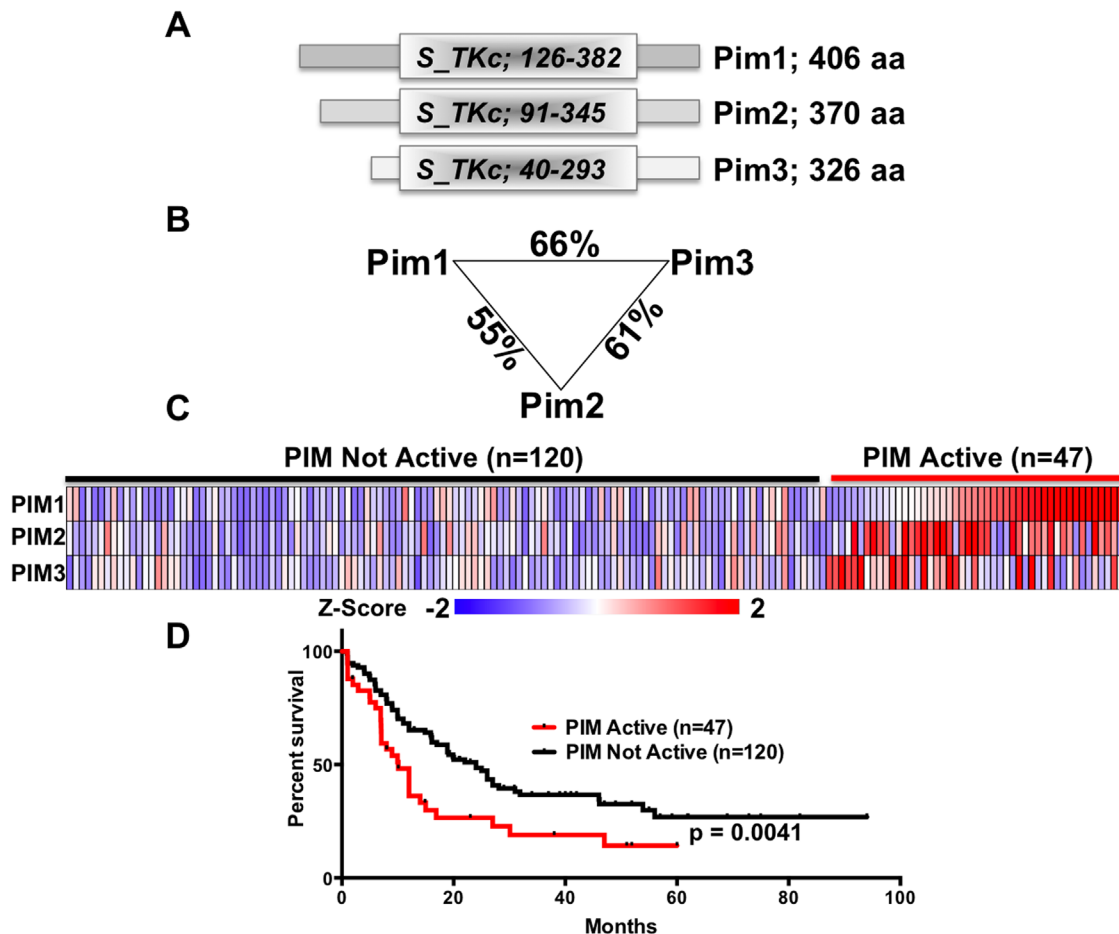 A
S_TKc; 126-382 Pim1; 406 aa
S_TKc; 91-345 Pim2; 370 aa
S_TKc; 40-293 Pim3; 326 aa
B
66%
Pim1 Pim3
55% 61%
Pim2
C
PIM Not Active (n=120) PIM Active (n=47)
PIM1
PIM2
PIM3
Z-Score -2 2
D
Percent survival
100
50
0
PIM Active (n=47)
PIM Not Active (n=120)
p = 0.0041
0 20 40 60 80 100
Months